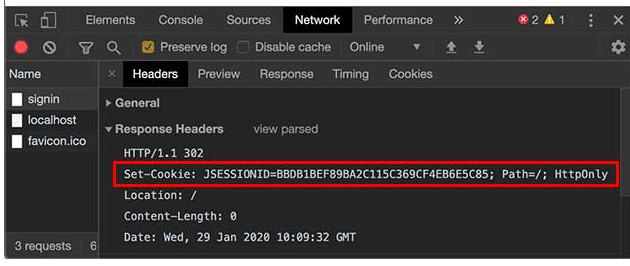 Elements Console Sources Network Performance » 2 1
Preserve log Disable cache Online
Name
× Headers Preview Response Timing Cookies
signin
localhost
favicon.ico
General
Response Headers view parsed
HTTP/1.1 302
Set-Cookie: JSESSIONID=BBDB1BEF89BA2C115C369CF4EB6E5C85; Path=/; HttpOnly
Location: /
Content-Length: 0
Date: Wed, 29 Jan 2020 10:09:32 GMT
3 requests 6